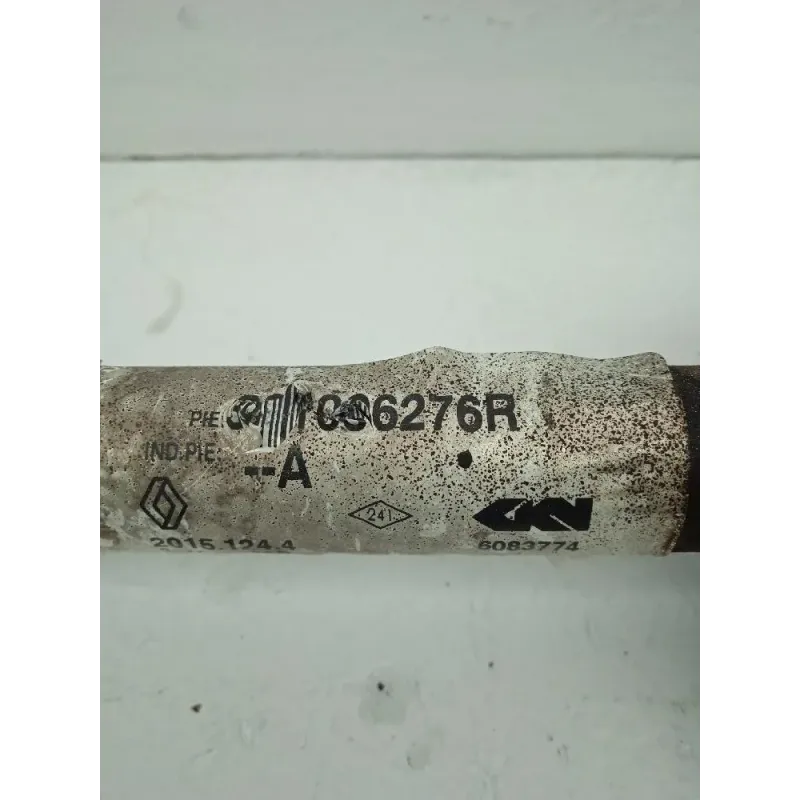 PIE
IND.PIE --A
241
GKN
2015.124.4
6083774